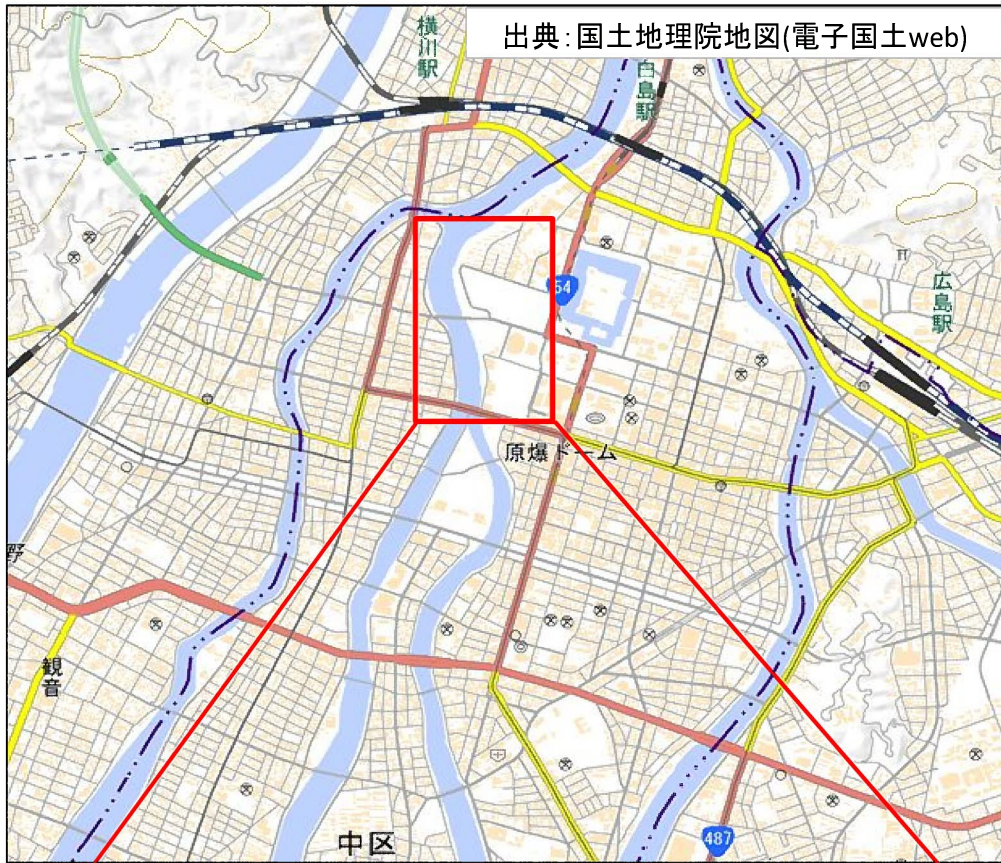 出典：国土地理院地図(電子国土web)
横川駅
白島駅
54
広島駅
原爆ドーム
野
観音
中区
487